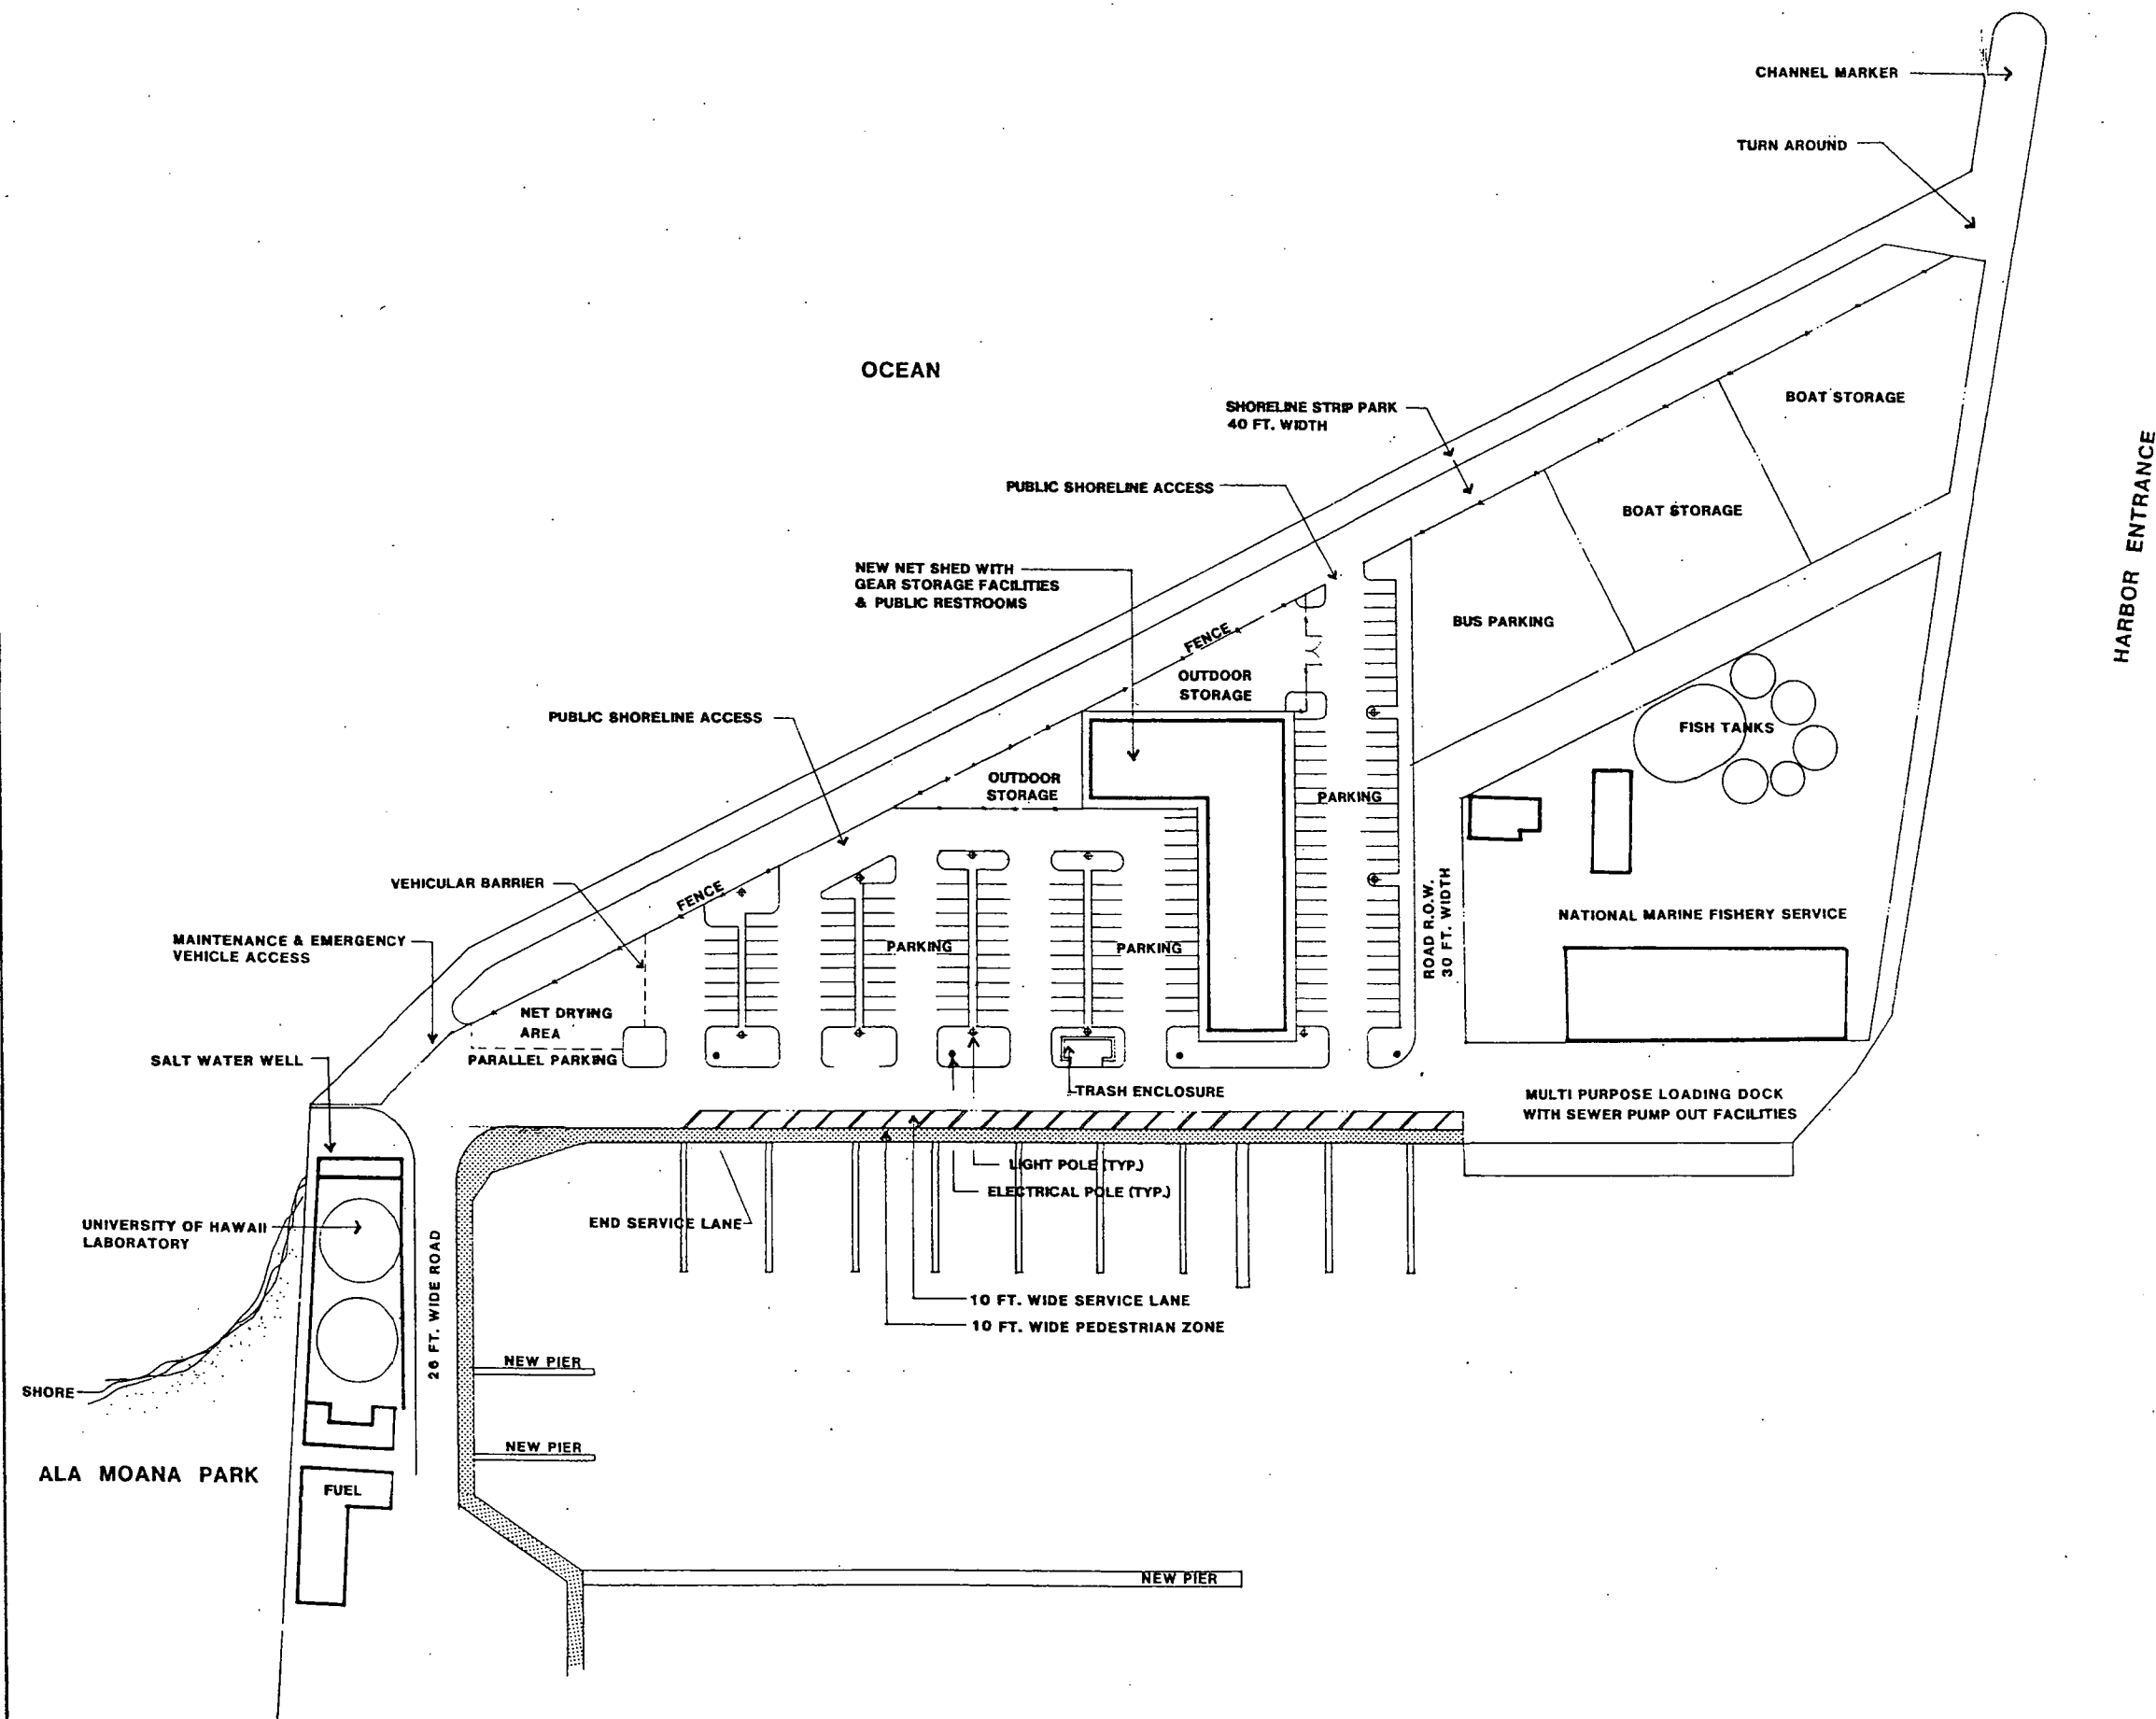 CHANNEL MARKER
TURN AROUND
OCEAN
BOAT STORAGE
SHORELINE STRIP PARK
40 FT. WIDTH
HARBOR ENTRANCE
PUBLIC SHORELINE ACCESS
BOAT STORAGE
NEW NET SHED WITH
GEAR STORAGE FACILITIES
& PUBLIC RESTROOMS
FENCE
BUS PARKING
OUTDOOR
STORAGE
PUBLIC SHORELINE ACCESS
FISH TANKS
OUTDOOR
STORAGE
PARKING
VEHICULAR BARRIER
FENCE
ROAD R.O.W.
30 FT. WIDTH
NATIONAL MARINE FISHERY SERVICE
MAINTENANCE & EMERGENCY
VEHICLE ACCESS
PARKING
PARKING
NET DRYING
AREA
PARALLEL PARKING
SALT WATER WELL
TRASH ENCLOSURE
MULTI PURPOSE LOADING DOCK
WITH SEWER PUMP OUT FACILITIES
LIGHT POLE (TYP.)
ELECTRICAL POLE (TYP.)
END SERVICE LANE
UNIVERSITY OF HAWAII
LABORATORY
26 FT. WIDE ROAD
10 FT. WIDE SERVICE LANE
10 FT. WIDE PEDESTRIAN ZONE
NEW PIER
SHORE
NEW PIER
ALA MOANA PARK
FUEL
NEW PIER